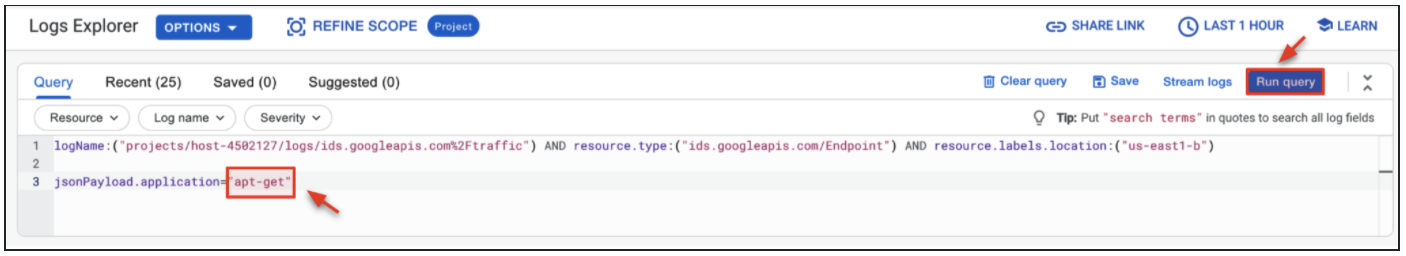 Logs Explorer OPTIONS REFINE SCOPE Project SHARE LINK LAST 1 HOUR LEARN
Query Recent (25) Saved (0) Suggested (0) Clear query Save Stream logs Run query
Resource Log name Severity Tip: Put "search terms" in quotes to search all log fields
1 logName:("projects/host-4502127/logs/ids.googleapis.com%2Ftraffic") AND resource.type:("ids.googleapis.com/Endpoint") AND resource.labels.location:("us-east1-b")
2
3 jsonPayload.application="apt-get"